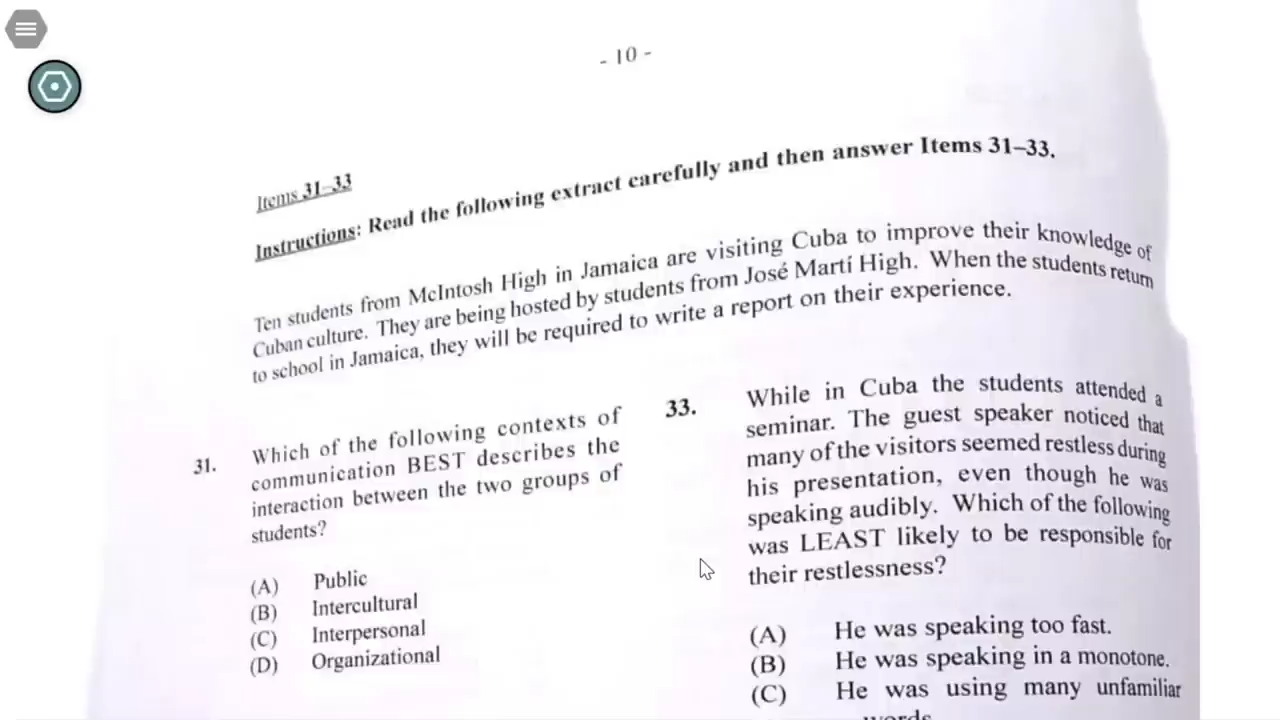 - 10 -
Items 31–33
Instructions: Read the following extract carefully and then answer Items 31–33.
Ten students from McIntosh High in Jamaica are visiting Cuba to improve their knowledge of
Cuban culture. They are being hosted by students from José Martí High. When the students return
to school in Jamaica, they will be required to write a report on their experience.
31. Which of the following contexts of
communication BEST describes the
interaction between the two groups of
students?
(A) Public
(B) Intercultural
(C) Interpersonal
(D) Organizational
33. While in Cuba the students attended a
seminar. The guest speaker noticed that
many of the visitors seemed restless during
his presentation, even though he was
speaking audibly. Which of the following
was LEAST likely to be responsible for
their restlessness?
(A) He was speaking too fast.
(B) He was speaking in a monotone.
(C) He was using many unfamiliar
words